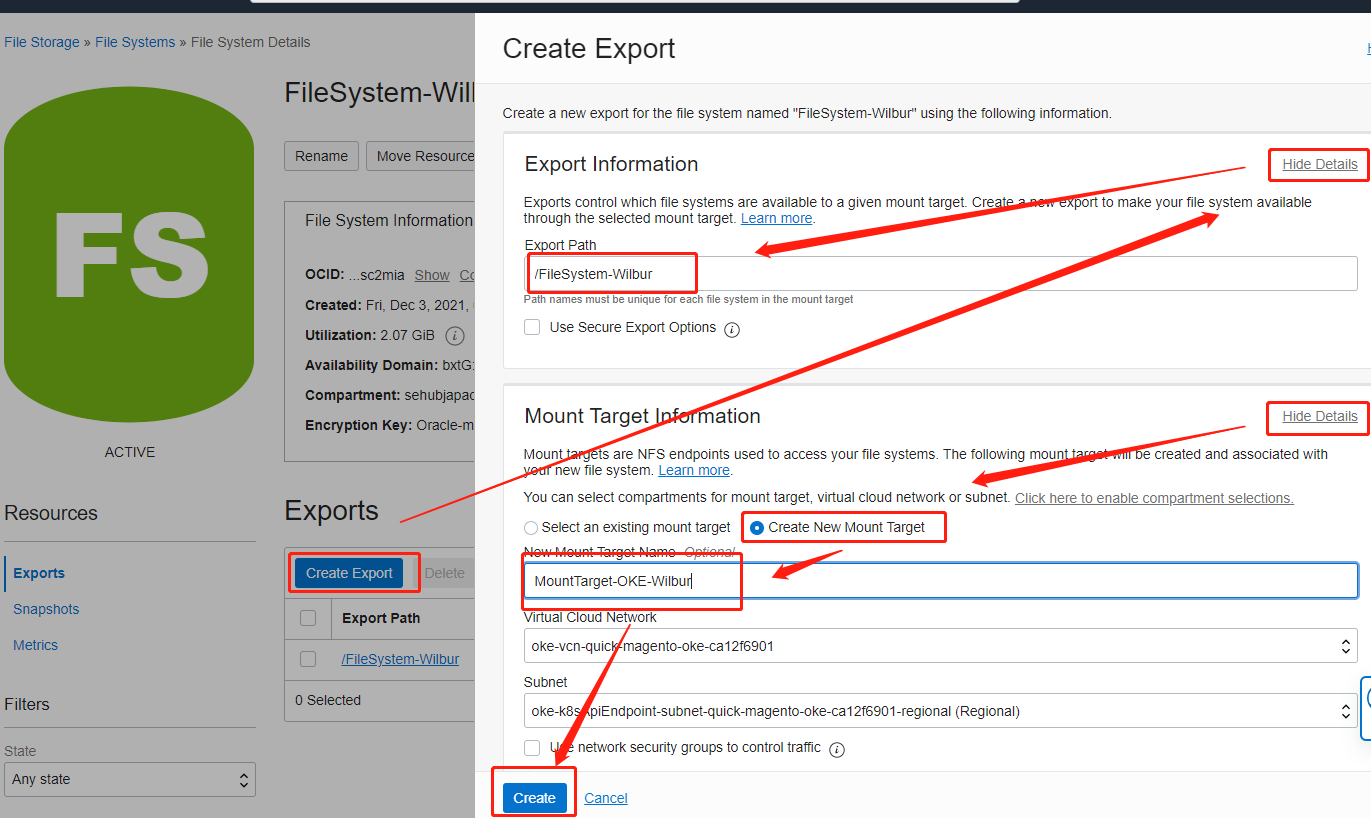 File Storage » File Systems » File System Details
FS
ACTIVE
Resources
Exports
Snapshots
Metrics
Filters
State
Any state
FileSystem-Wil
Rename
Move Resource
File System Information
OCID: ...sc2mia Show
Created: Fri, Dec 3, 2021,
Utilization: 2.07 GiB i
Availability Domain: bxtG:
Compartment: sehubjapac
Encryption Key: Oracle-m
Exports
Create Export
Delete
Export Path
/FileSystem-Wilbur
0 Selected
Create Export
Create a new export for the file system named "FileSystem-Wilbur" using the following information.
Export Information
Hide Details
Exports control which file systems are available to a given mount target. Create a new export to make your file system available
through the selected mount target. Learn more.
Export Path
/FileSystem-Wilbur
Path names must be unique for each file system in the mount target
Use Secure Export Options i
Mount Target Information
Hide Details
Mount targets are NFS endpoints used to access your file systems. The following mount target will be created and associated with
your new file system. Learn more.
You can select compartments for mount target, virtual cloud network or subnet. Click here to enable compartment selections.
Select an existing mount target
Create New Mount Target
New Mount Target Name Optional
MountTarget-OKE-Wilbur
Virtual Cloud Network
oke-vcn-quick-magento-oke-ca12f6901
Subnet
oke-k8sApiEndpoint-subnet-quick-magento-oke-ca12f6901-regional (Regional)
Use network security groups to control traffic i
Create
Cancel